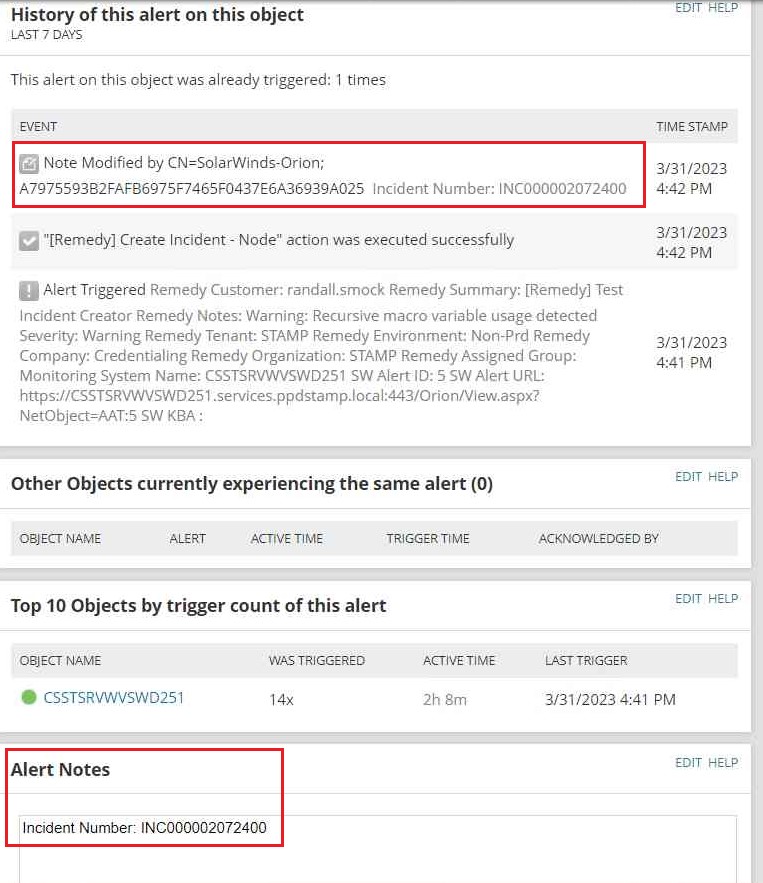 History of this alert on this object
EDIT HELP
LAST 7 DAYS
This alert on this object was already triggered: 1 times
EVENT TIME STAMP
Note Modified by CN=SolarWinds-Orion;
A7975593B2FAFB6975F7465F0437E6A36939A025 Incident Number: INC000002072400
3/31/2023
4:42 PM
"[Remedy] Create Incident - Node" action was executed successfully
3/31/2023
4:42 PM
Alert Triggered Remedy Customer: randall.smock Remedy Summary: [Remedy] Test
Incident Creator Remedy Notes: Warning: Recursive macro variable usage detected
Severity: Warning Remedy Tenant: STAMP Remedy Environment: Non-Prd Remedy
Company: Credentialing Remedy Organization: STAMP Remedy Assigned Group:
Monitoring System Name: CSSTSRVWVSWD251 SW Alert ID: 5 SW Alert URL:
https://CSSTSRVWVSWD251.services.ppdstamp.local:443/Orion/View.aspx?
NetObject=AAT:5 SW KBA :
3/31/2023
4:41 PM
Other Objects currently experiencing the same alert (0)
EDIT HELP
OBJECT NAME ALERT ACTIVE TIME TRIGGER TIME ACKNOWLEDGED BY
Top 10 Objects by trigger count of this alert
EDIT HELP
OBJECT NAME WAS TRIGGERED ACTIVE TIME LAST TRIGGER
CSSTSRVWVSWD251 14x 2h 8m 3/31/2023 4:41 PM
Alert Notes
EDIT HELP
Incident Number: INC000002072400